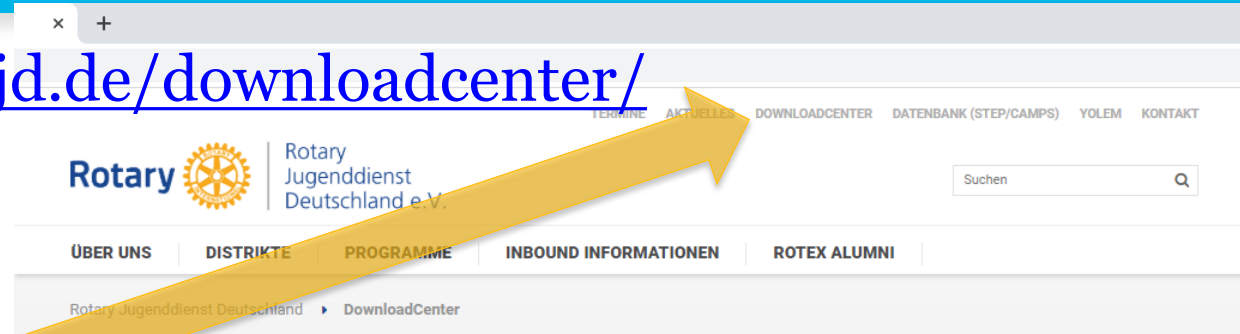 jd.de/downloadcenter/
TERMINE AKTUELLES DOWNLOADCENTER DATENBANK (STEP/CAMPS) YOLEM KONTAKT
Rotary
Rotary
Jugenddienst
Deutschland e.V.
Suchen
ÜBER UNS DISTRIKTE PROGRAMME INBOUND INFORMATIONEN ROTEX ALUMNI
Rotary Jugenddienst Deutschland DownloadCenter